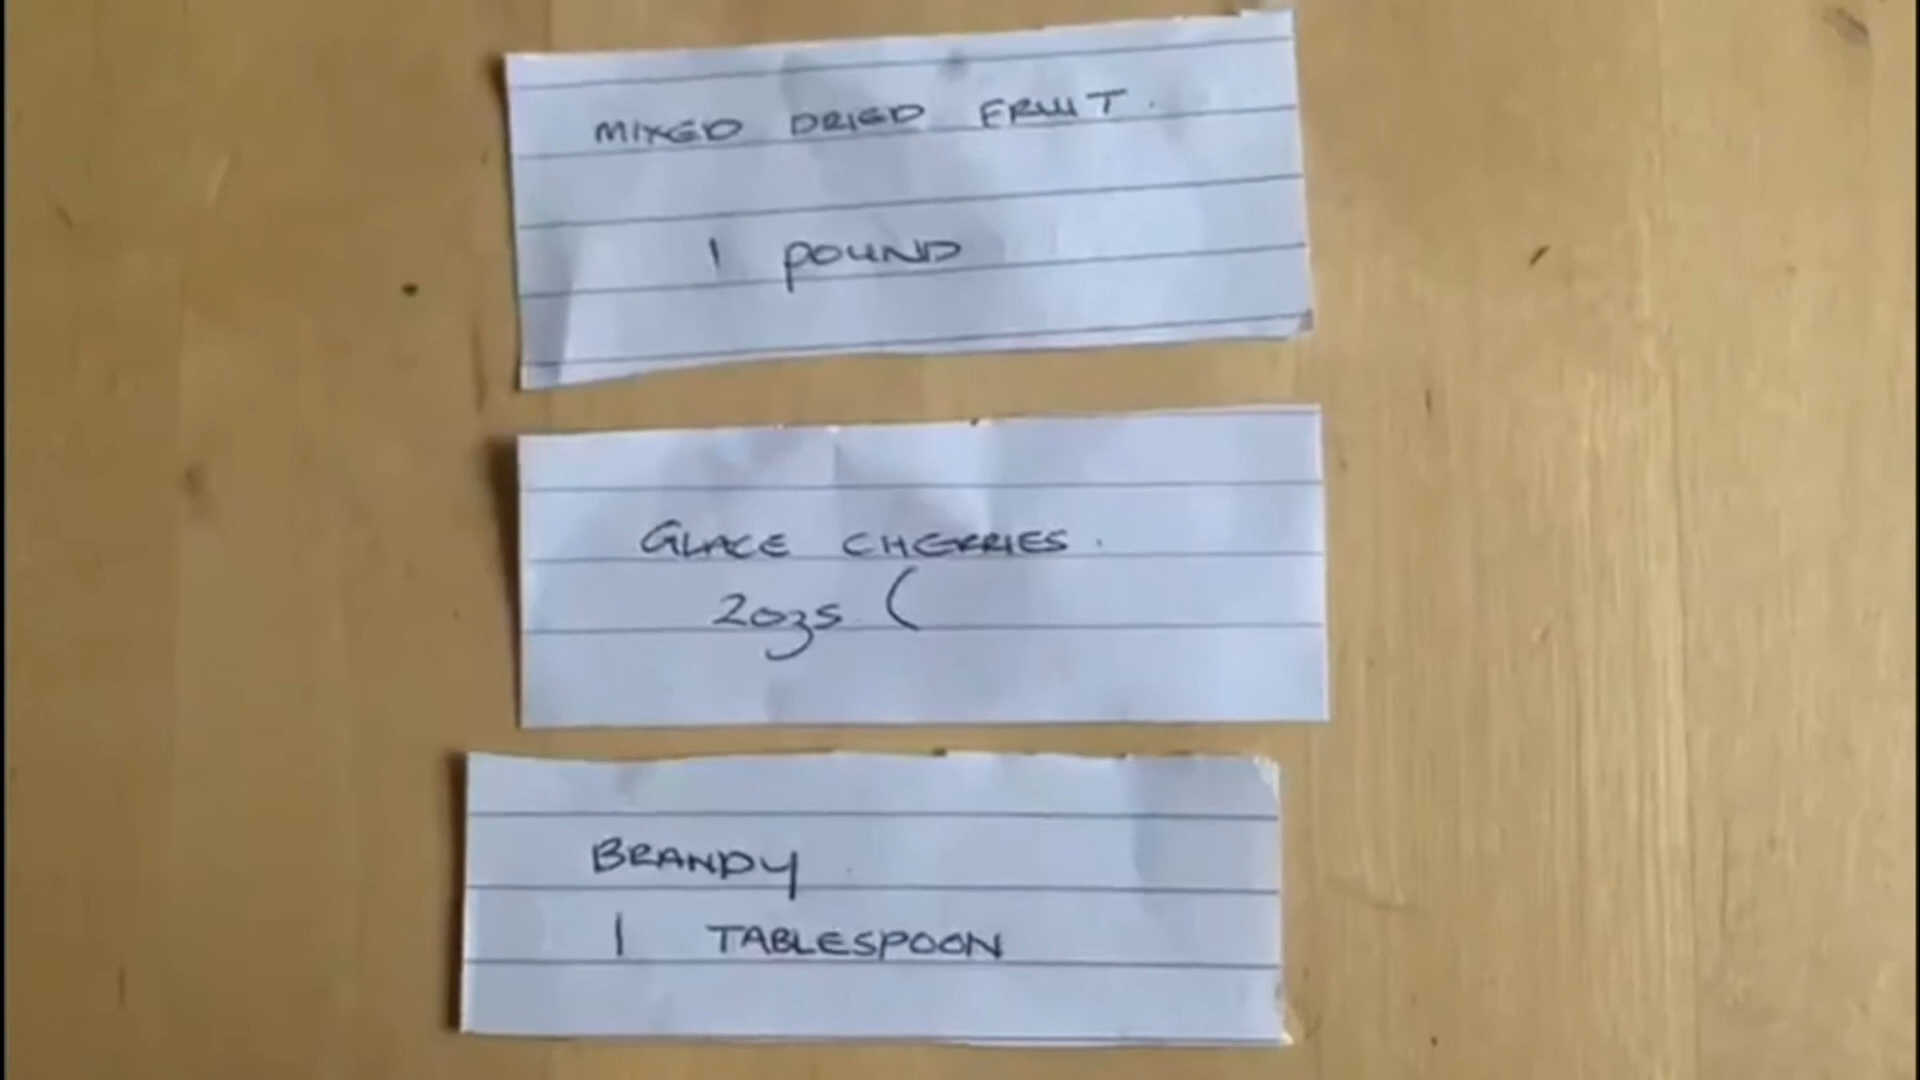 MIXED DRIED FRUIT.
1 POUND
GLACE CHERRIES.
2ozs (
BRANDY
1 TABLESPOON